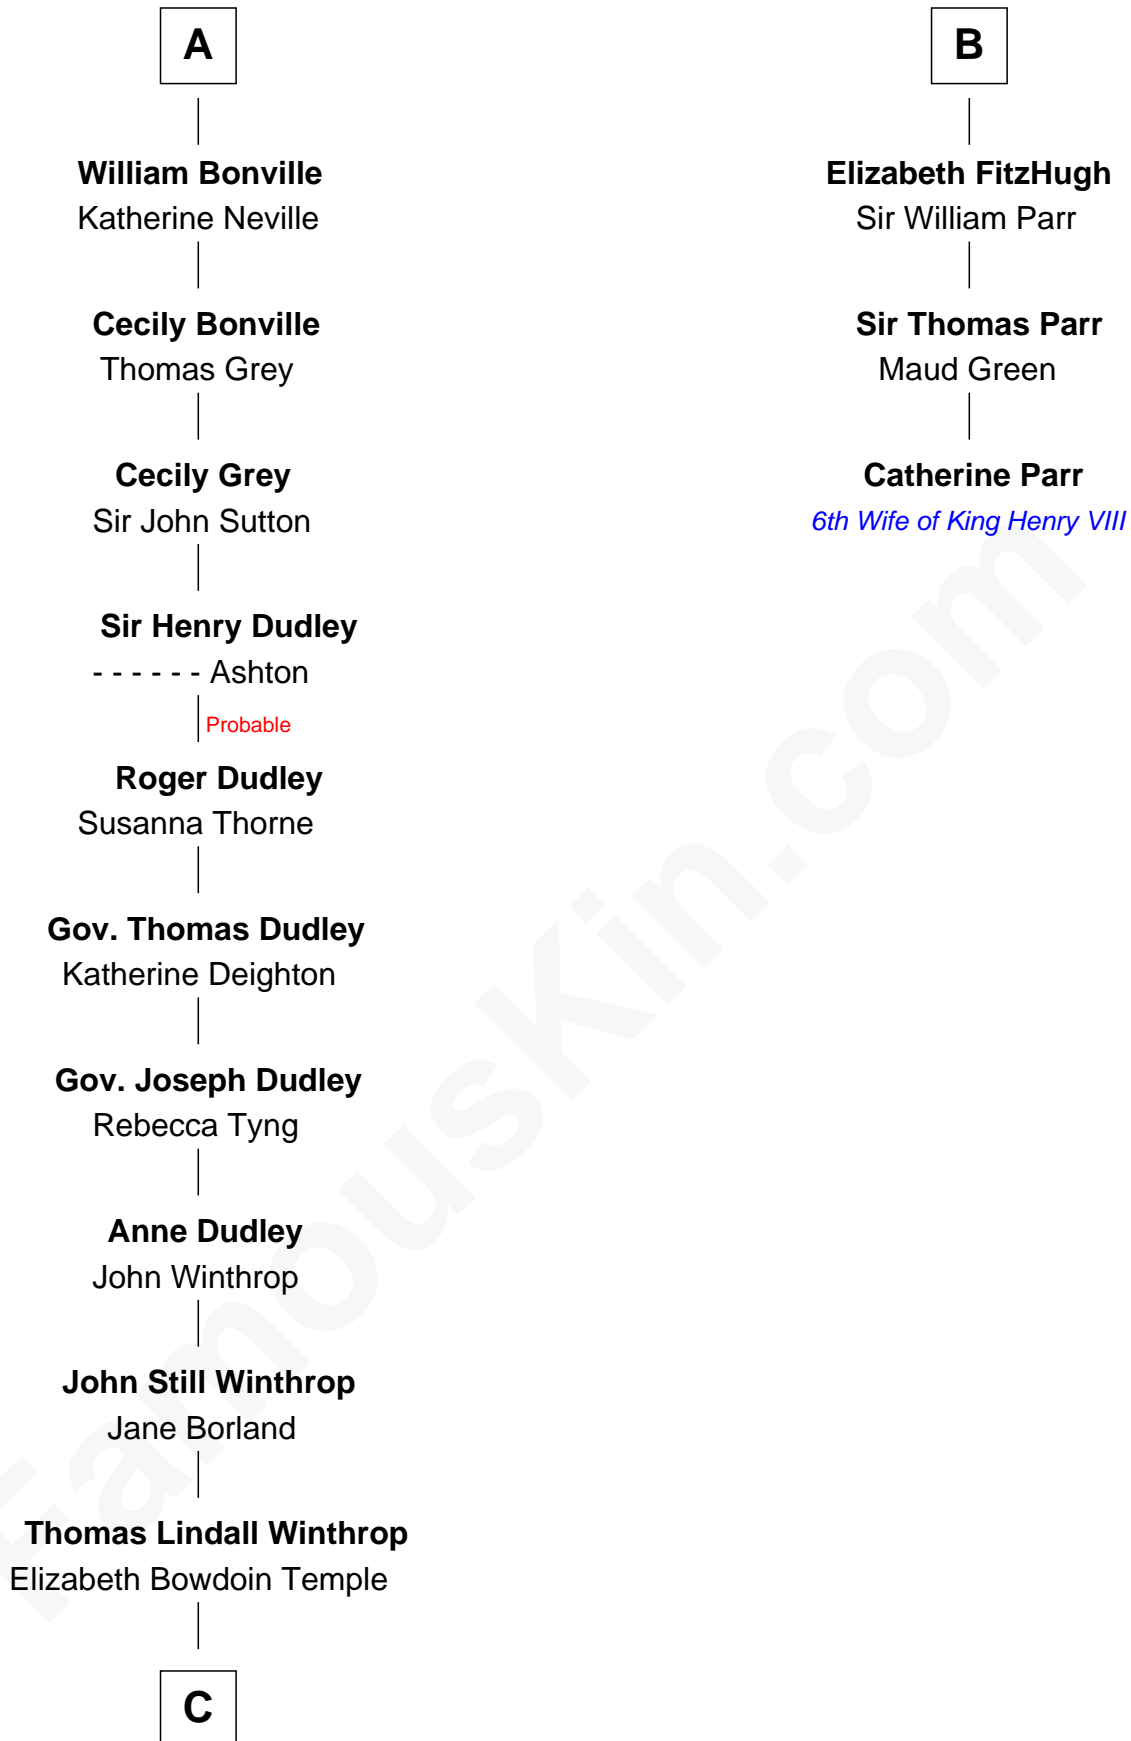 A
William Bonville
Katherine Neville
Cecily Bonville
Thomas Grey
Cecily Grey
Sir John Sutton
Sir Henry Dudley
- - - - - - Ashton
Probable
Roger Dudley
Susanna Thorne
Gov. Thomas Dudley
Katherine Deighton
Gov. Joseph Dudley
Rebecca Tyng
Anne Dudley
John Winthrop
John Still Winthrop
Jane Borland
Thomas Lindall Winthrop
Elizabeth Bowdoin Temple
C
B
Elizabeth FitzHugh
Sir William Parr
Sir Thomas Parr
Maud Green
Catherine Parr
6th Wife of King Henry VIII
FamousKin.com